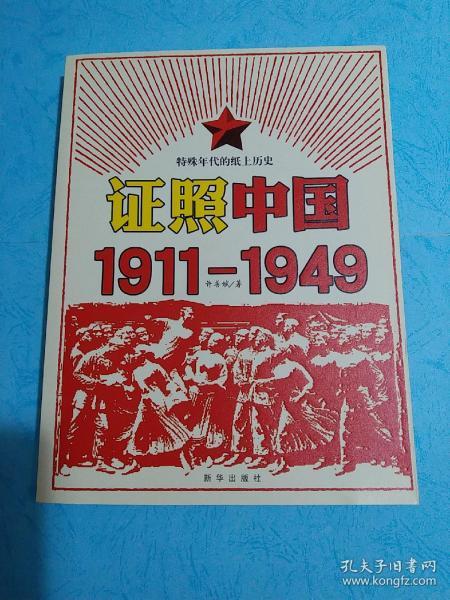 特殊年代的纸上历史
证照中国
1911-1949
许善斌/著
新华出版社
孔夫子旧书网
www.kongfz.com